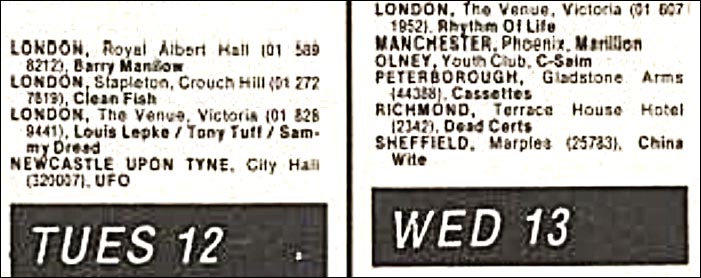 LONDON, Royal Albert Hall (01 589
8212), Barry Manilow
LONDON, Stapleton, Crouch Hill (01 272
7819), Clean Fish
LONDON, The Venue, Victoria (01 828
9441), Louis Lepke / Tony Tuff / Sam-
my Dread
NEWCASTLE UPON TYNE, City Hall
(320007), UFO
TUES 12
LONDON, The Venue, Victoria (01 607
1952), Rhythm Of Life
MANCHESTER, Phoenix, Marillion
OLNEY, Youth Club, C-Saim
PETERBOROUGH, Gladstone Arms
(44388), Cassettes
RICHMOND, Terrace House Hotel
(2342), Dead Certs
SHEFFIELD, Marples (25783), China
Wite
WED 13